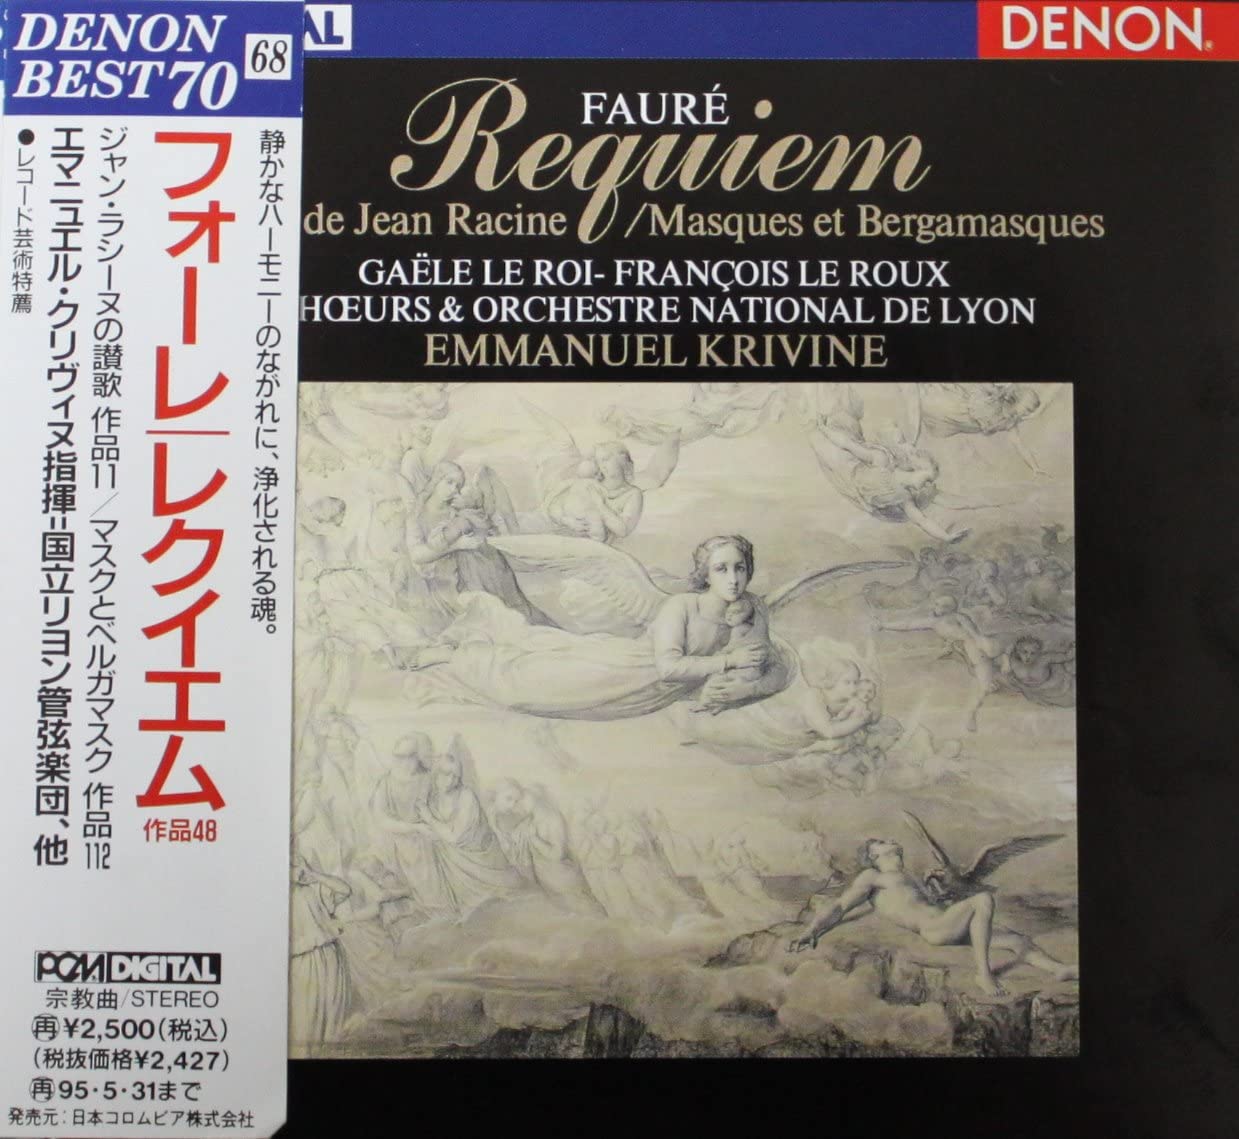 DENON
BEST 70
68
静かなハーモニーのながれに、浄化される魂。
フォーレ|レクイエム 作品48
ジャン・ラシーヌの讃歌 作品11/マスクとベルガマスク 作品112
エマニュエル・クリヴィヌ指揮=国立リヨン管弦楽団、他
●レコード芸術特薦
PCM DIGITAL
宗教曲/STEREO
再¥2,500(税込)
(税抜価格¥2,427)
再95・5・31まで
発売元:日本コロムビア株式会社
AL
DENON
FAURÉ
Requiem
de Jean Racine/Masques et Bergamasques
GAËLE LE ROI- FRANÇOIS LE ROUX
HŒURS & ORCHESTRE NATIONAL DE LYON
EMMANUEL KRIVINE